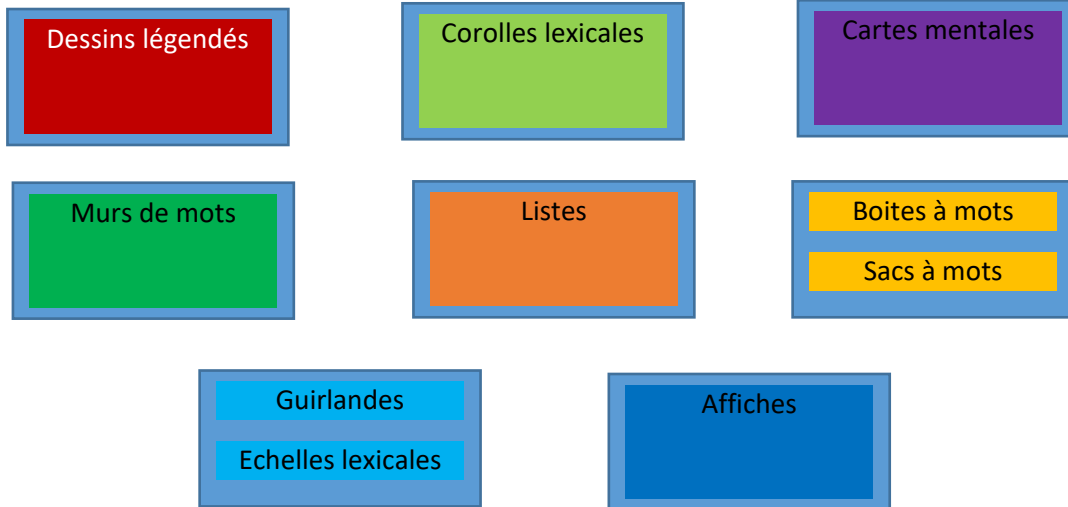 Dessins légendés
Corolles lexicales
Cartes mentales
Murs de mots
Listes
Boites à mots
Sacs à mots
Guirlandes
Echelles lexicales
Affiches